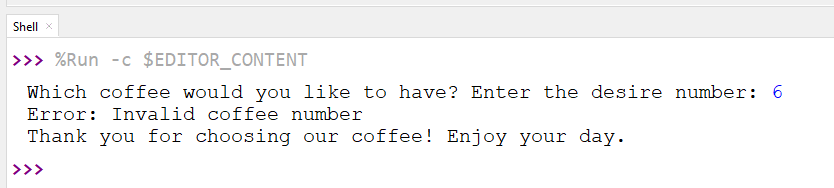 Shell ×
>>> %Run -c $EDITOR_CONTENT
Which coffee would you like to have? Enter the desire number: 6
Error: Invalid coffee number
Thank you for choosing our coffee! Enjoy your day.
>>>